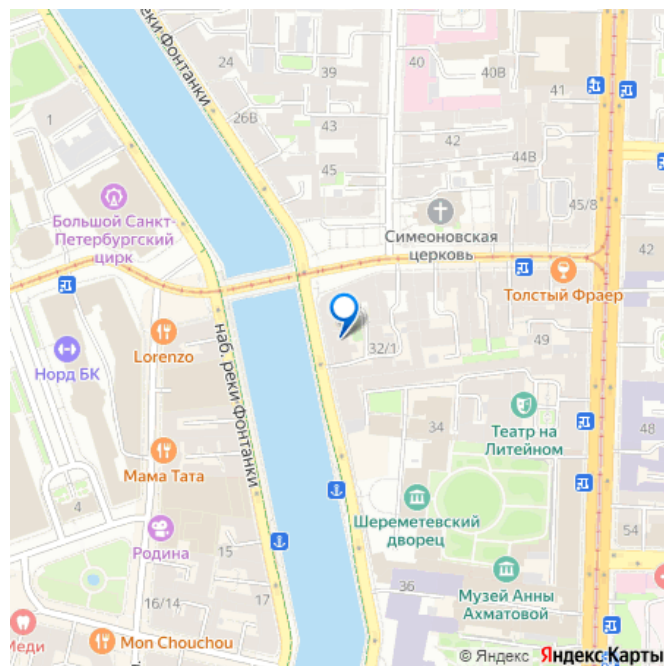 24
39
40
40В
41
1
26В
43
42
44В
45
45/8
наб. реки Фонтанки
Большой Санкт-
Петербургский
цирк
Симеоновская
церковь
42
Толстый Фраер
Lorenzo
Норд БК
наб. реки Фонтанки
32/1
49
34
Театр на
Литейном
48
Мама Тата
4
Шереметевский
дворец
Родина
15
54
36
Музей Анны
Ахматовой
16/14
17
Меди
Mon Chouchou
© Яндекс Яндекс Карты